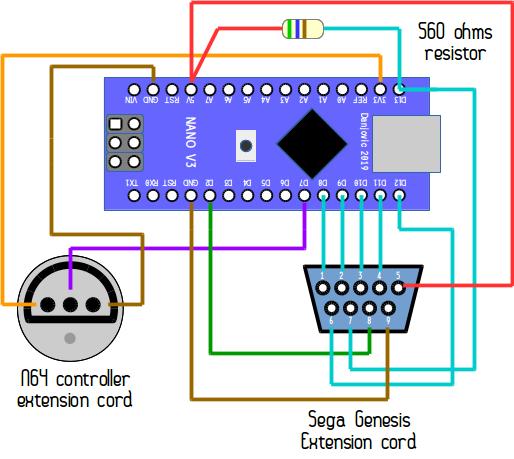 560 ohms
resistor
VIN GND RST 5V A7 A6 A5 A4 A3 A2 A1 A0 REF 3V3 D13
NANO V3
Danjovic 2019
TX1 RX0 RST GND D2 D3 D4 D5 D6 D7 D8 D9 D10 D11 D12
1 2 3 4 5
6 7 8 9
N64 controller
extension cord
Sega Genesis
Extension cord